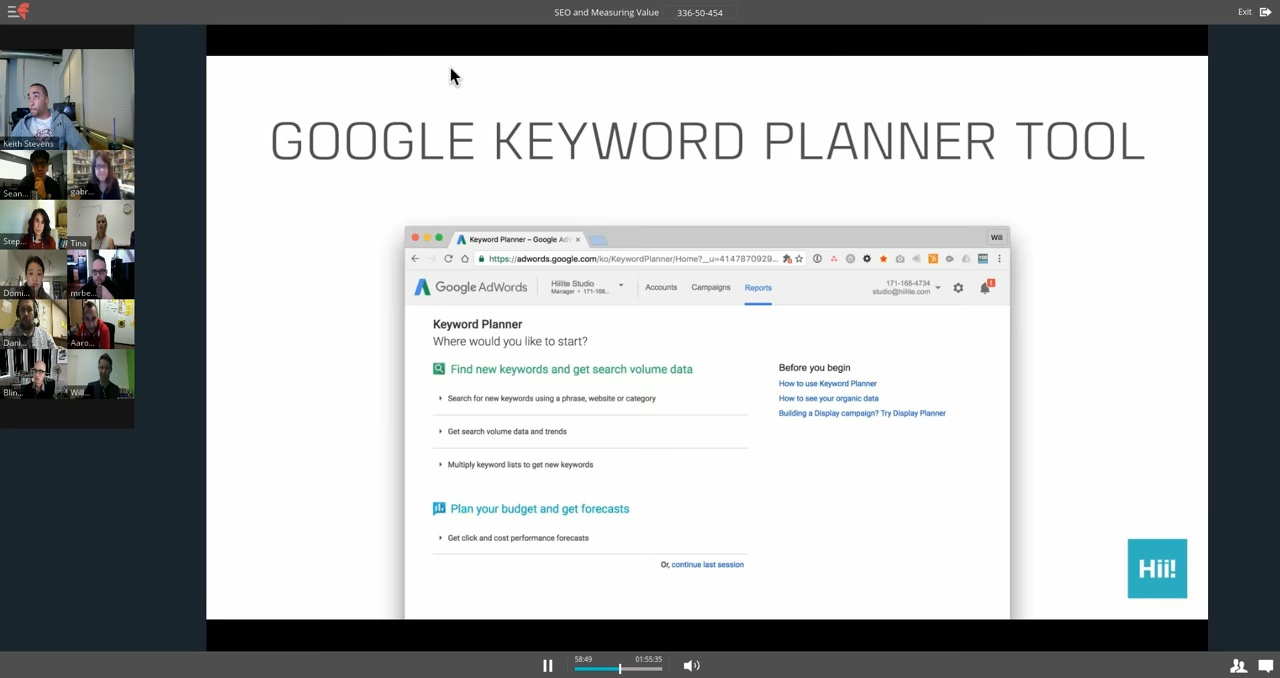 SEO and Measuring Value 336-50-454
Exit
Keith Stevens
Sean...
gabr...
Step...
Tina
Domi...
mrbe...
Dani...
Aaro...
Blin...
Will
GOOGLE KEYWORD PLANNER TOOL
Keyword Planner – Google Ad
Will
https://adwords.google.com/ko/KeywordPlanner/Home?__u=4147870929...
Google AdWords
Hiilite Studio
Manager • 171-168...
Accounts
Campaigns
Reports
171-168-4734
studio@hiilite.com
Keyword Planner
Where would you like to start?
Find new keywords and get search volume data
Search for new keywords using a phrase, website or category
Get search volume data and trends
Multiply keyword lists to get new keywords
Plan your budget and get forecasts
Get click and cost performance forecasts
Or, continue last session
Before you begin
How to use Keyword Planner
How to see your organic data
Building a Display campaign? Try Display Planner
Hii!
58:49
01:55:35